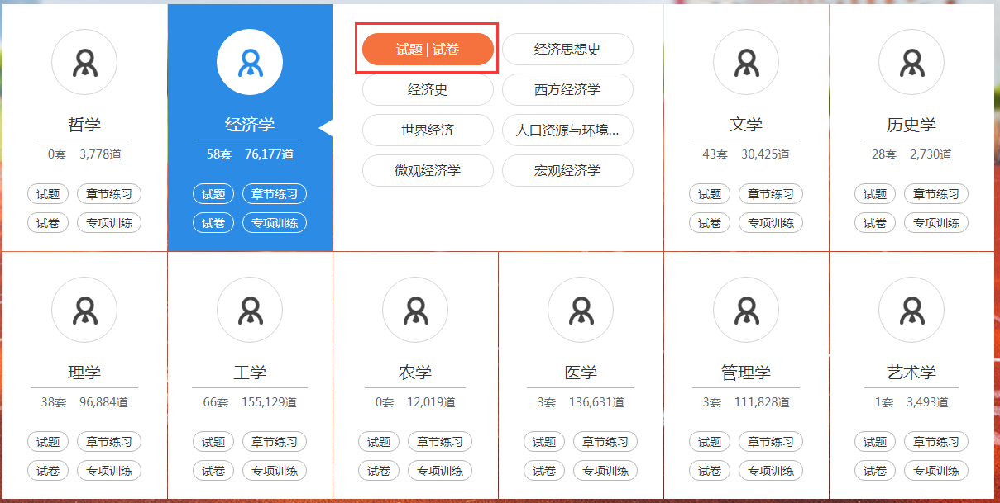 哲学
0套 3,778道
试题 章节练习
试卷 专项训练
经济学
58套 76,177道
试题 章节练习
试卷 专项训练
试题 | 试卷
经济思想史
经济史
西方经济学
世界经济
人口资源与环境...
微观经济学
宏观经济学
文学
43套 30,425道
试题 章节练习
试卷 专项训练
历史学
28套 2,730道
试题 章节练习
试卷 专项训练
理学
38套 96,884道
试题 章节练习
试卷 专项训练
工学
66套 155,129道
试题 章节练习
试卷 专项训练
农学
0套 12,019道
试题 章节练习
试卷 专项训练
医学
3套 136,631道
试题 章节练习
试卷 专项训练
管理学
3套 111,828道
试题 章节练习
试卷 专项训练
艺术学
1套 3,493道
试题 章节练习
试卷 专项训练